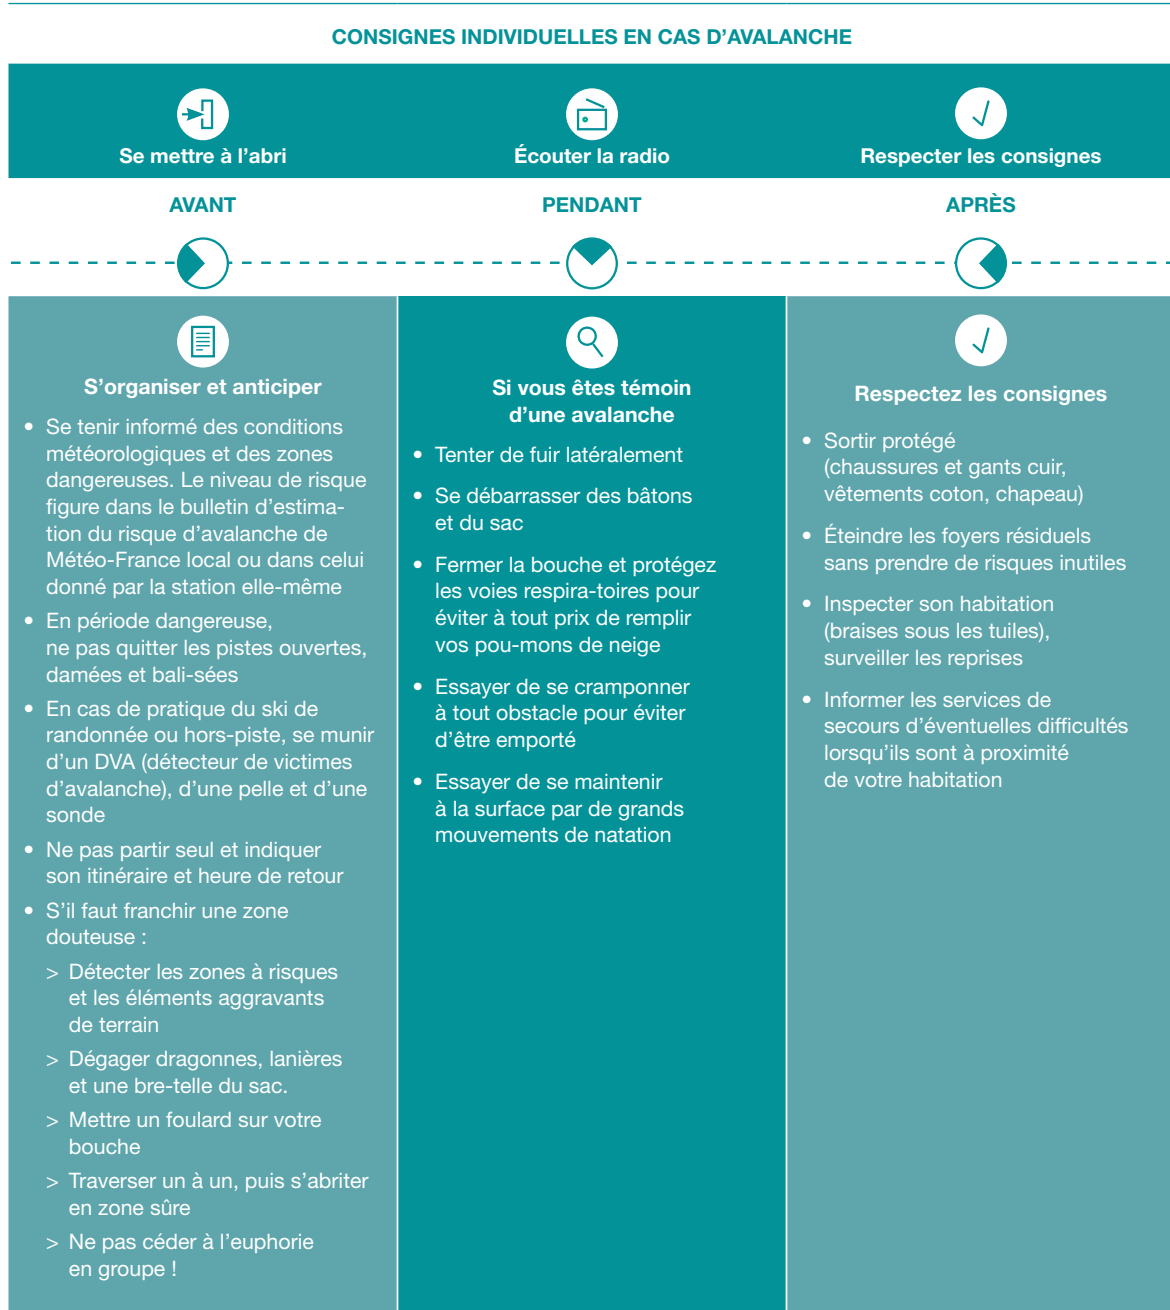 CONSIGNES INDIVIDUELLES EN CAS D’AVALANCHE
Se mettre à l’abri
Écouter la radio
Respecter les consignes
AVANT
PENDANT
APRÈS
S’organiser et anticiper
• Se tenir informé des conditions
météorologiques et des zones
dangereuses. Le niveau de risque
figure dans le bulletin d’estima-
tion du risque d’avalanche de
Météo-France local ou dans celui
donné par la station elle-même
• En période dangereuse,
ne pas quitter les pistes ouvertes,
damées et bali-sées
• En cas de pratique du ski de
randonnée ou hors-piste, se munir
d’un DVA (détecteur de victimes
d’avalanche), d’une pelle et d’une
sonde
• Ne pas partir seul et indiquer
son itinéraire et heure de retour
• S’il faut franchir une zone
douteuse :
> Détecter les zones à risques
et les éléments aggravants
de terrain
> Dégager dragonnes, lanières
et une bre-telle du sac.
> Mettre un foulard sur votre
bouche
> Traverser un à un, puis s’abriter
en zone sûre
> Ne pas céder à l’euphorie
en groupe !
Si vous êtes témoin
d’une avalanche
• Tenter de fuir latéralement
• Se débarrasser des bâtons
et du sac
• Fermer la bouche et protégez
les voies respira-toires pour
éviter à tout prix de remplir
vos pou-mons de neige
• Essayer de se cramponner
à tout obstacle pour éviter
d’être emporté
• Essayer de se maintenir
à la surface par de grands
mouvements de natation
Respectez les consignes
• Sortir protégé
(chaussures et gants cuir,
vêtements coton, chapeau)
• Éteindre les foyers résiduels
sans prendre de risques inutiles
• Inspecter son habitation
(braises sous les tuiles),
surveiller les reprises
• Informer les services de
secours d’éventuelles difficultés
lorsqu’ils sont à proximité
de votre habitation